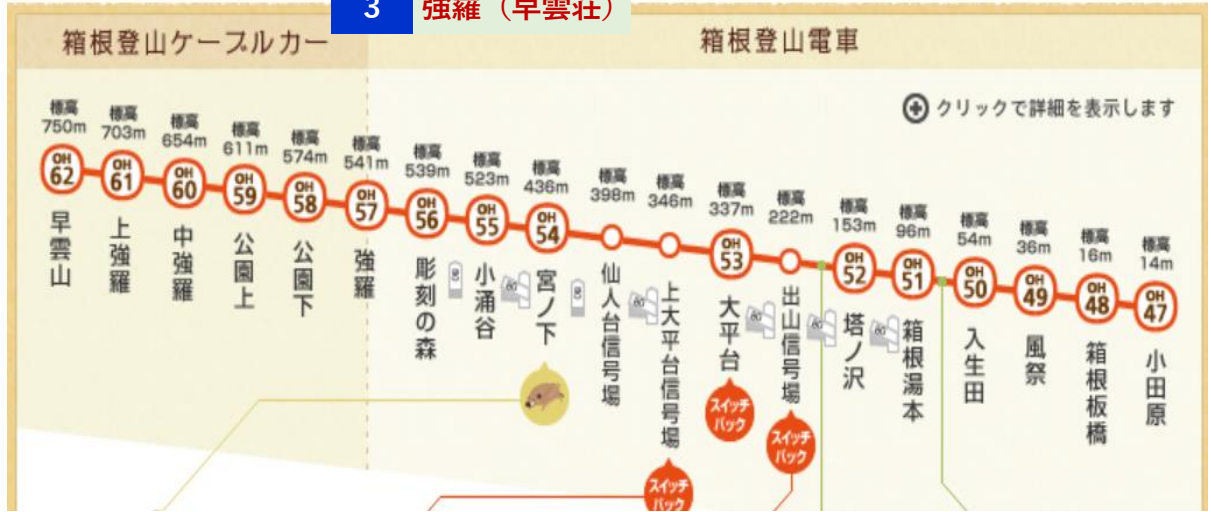 3 強羅（早雲荘）
箱根登山ケーブルカー
箱根登山電車
クリックで詳細を表示します
標高
750m
OH
62
早雲山
標高
703m
OH
61
上強羅
標高
654m
OH
60
中強羅
標高
611m
OH
59
公園上
標高
574m
OH
58
公園下
標高
541m
OH
57
強羅
標高
539m
OH
56
彫刻の森
標高
523m
OH
55
小涌谷
標高
436m
OH
54
宮ノ下
標高
398m
仙人台信号場
標高
346m
上大平台信号場
スイッチ
バック
標高
337m
OH
53
大平台
スイッチ
バック
標高
222m
出山信号場
スイッチ
バック
標高
153m
OH
52
塔ノ沢
標高
96m
OH
51
箱根湯本
標高
54m
OH
50
入生田
標高
36m
OH
49
風祭
標高
16m
OH
48
箱根板橋
標高
14m
OH
47
小田原
80
80
80
80
80
80
80